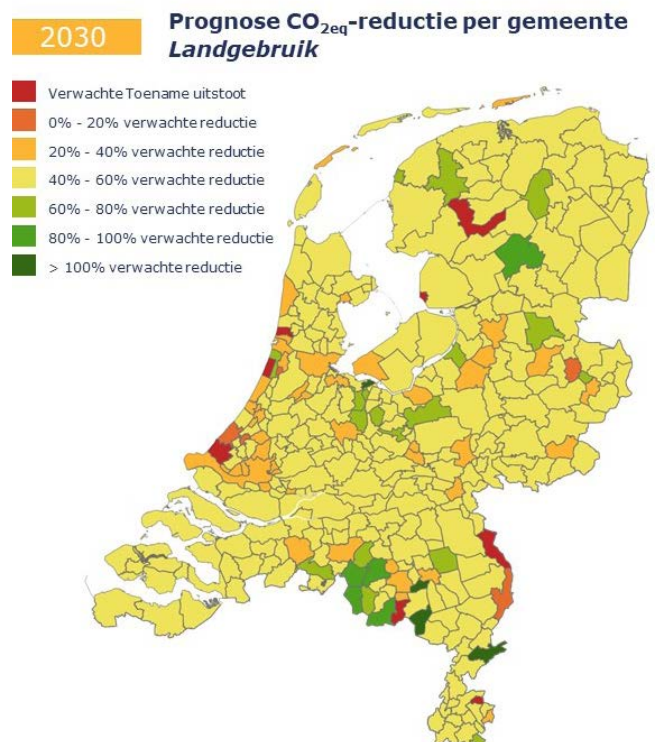 2030
Prognose CO2eq-reductie per gemeente
Landgebruik
Verwachte Toename uitstoot
0% - 20% verwachte reductie
20% - 40% verwachte reductie
40% - 60% verwachte reductie
60% - 80% verwachte reductie
80% - 100% verwachte reductie
> 100% verwachte reductie